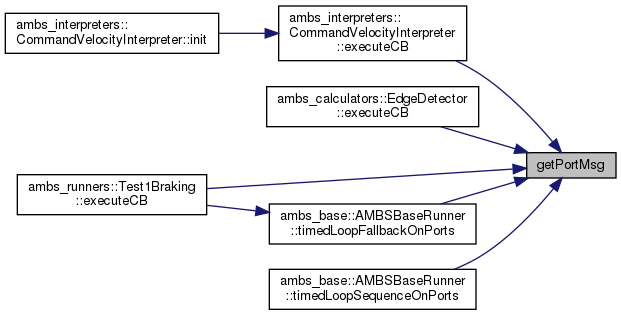 ambs_interpreters::
CommandVelocityInterpreter::init
ambs_interpreters::
CommandVelocityInterpreter
::executeCB
ambs_calculators::EdgeDetector
::executeCB
getPortMsg
ambs_runners::Test1Braking
::executeCB
ambs_base::AMBSBaseRunner
::timedLoopFallbackOnPorts
ambs_base::AMBSBaseRunner
::timedLoopSequenceOnPorts